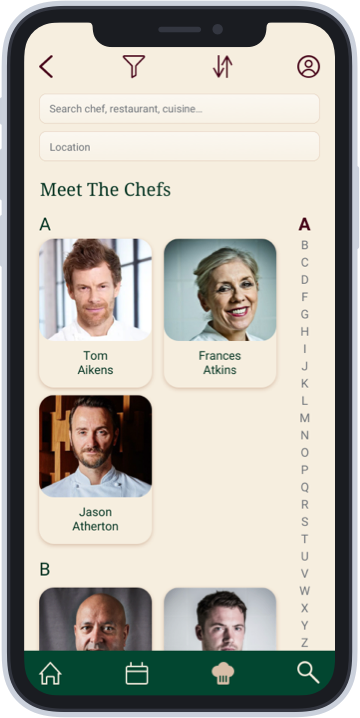 Search chef, restaurant, cuisine...
Location
Meet The Chefs
A
A
B
C
D
F
G
H
I
J
K
L
M
N
O
P
Q
R
S
T
U
V
W
X
Y
Z
Tom
Aikens
Frances
Atkins
Jason
Atherton
B